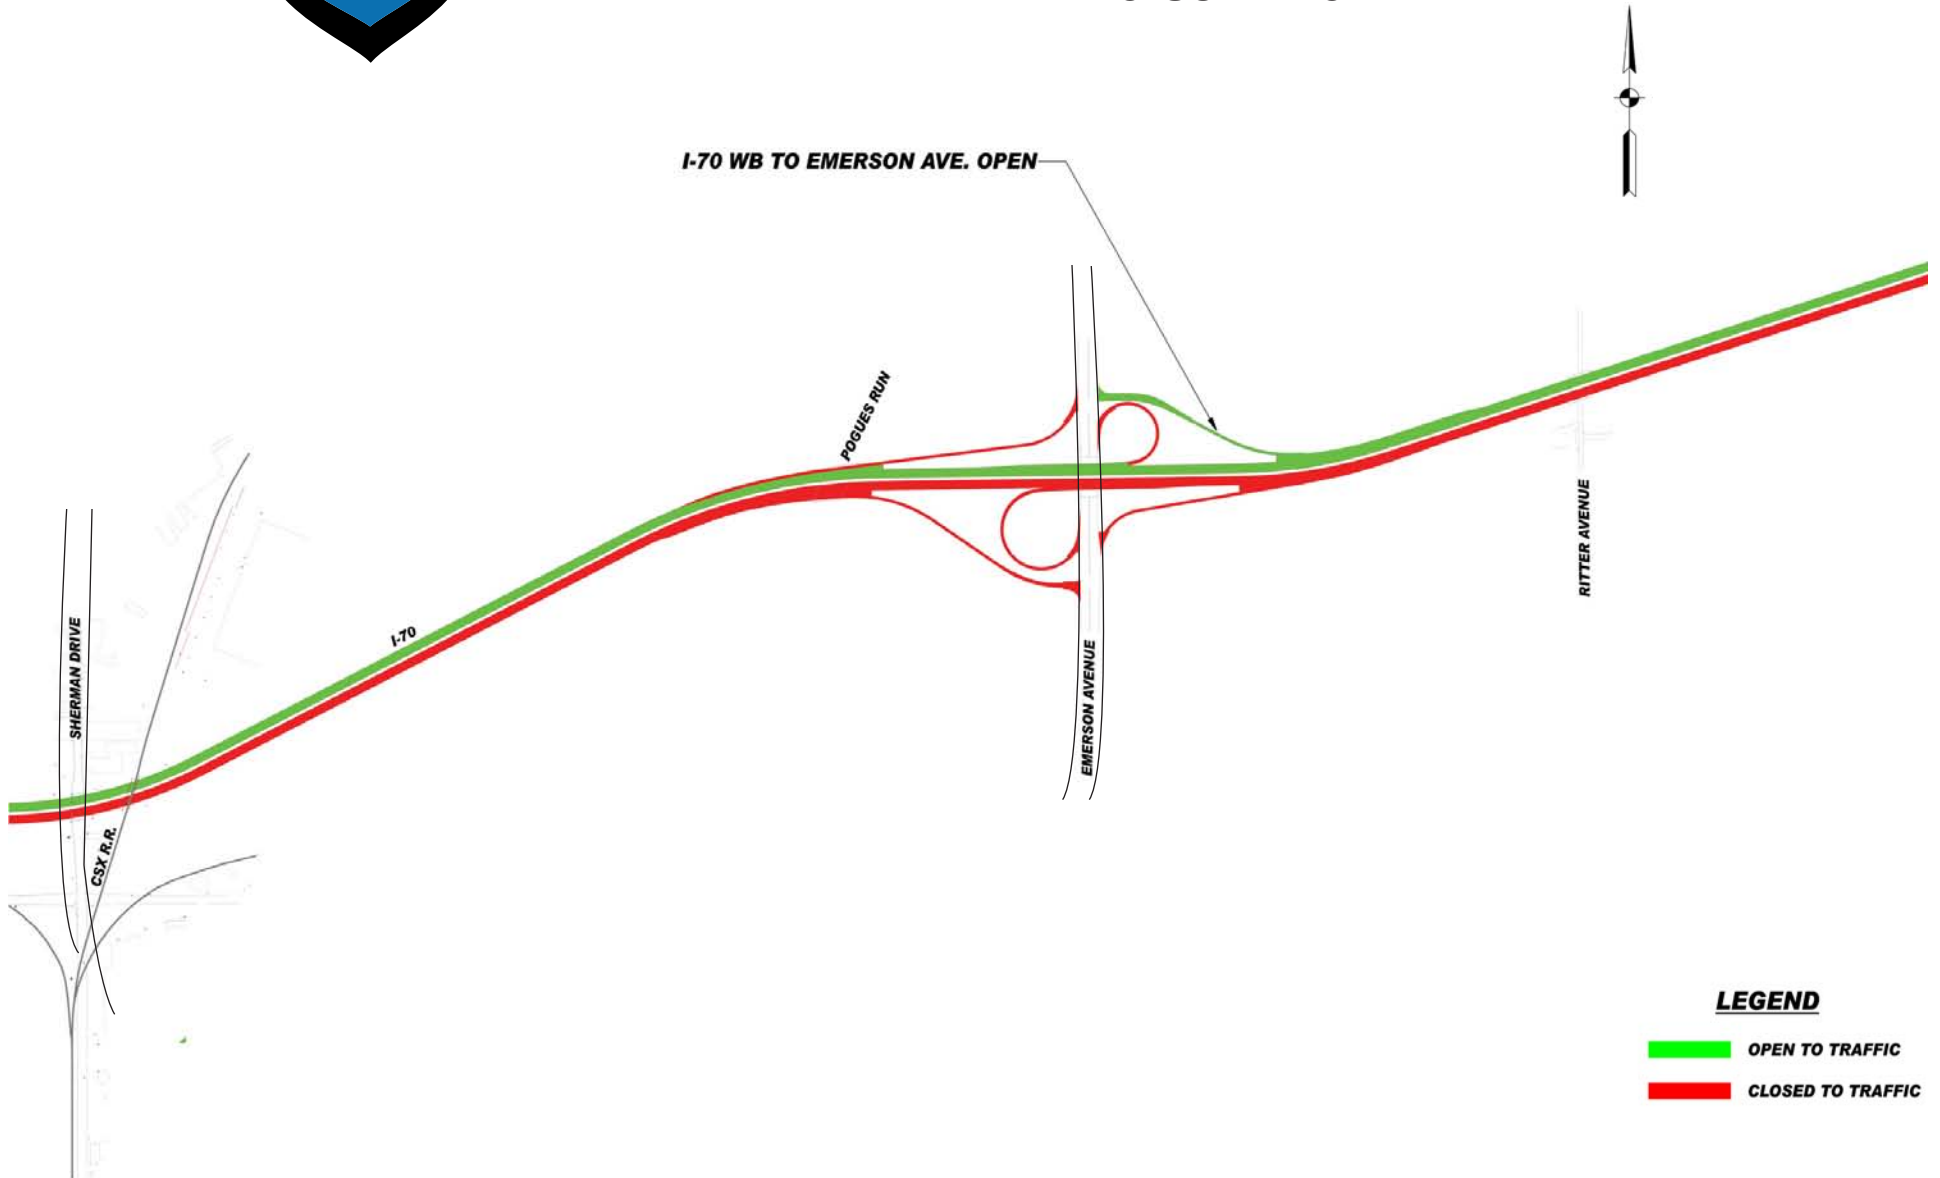 I-70 WB TO EMERSON AVE. OPEN
POGUES RUN
I-70
SHERMAN DRIVE
CSX R.R.
EMERSON AVENUE
RITTER AVENUE
LEGEND
OPEN TO TRAFFIC
CLOSED TO TRAFFIC